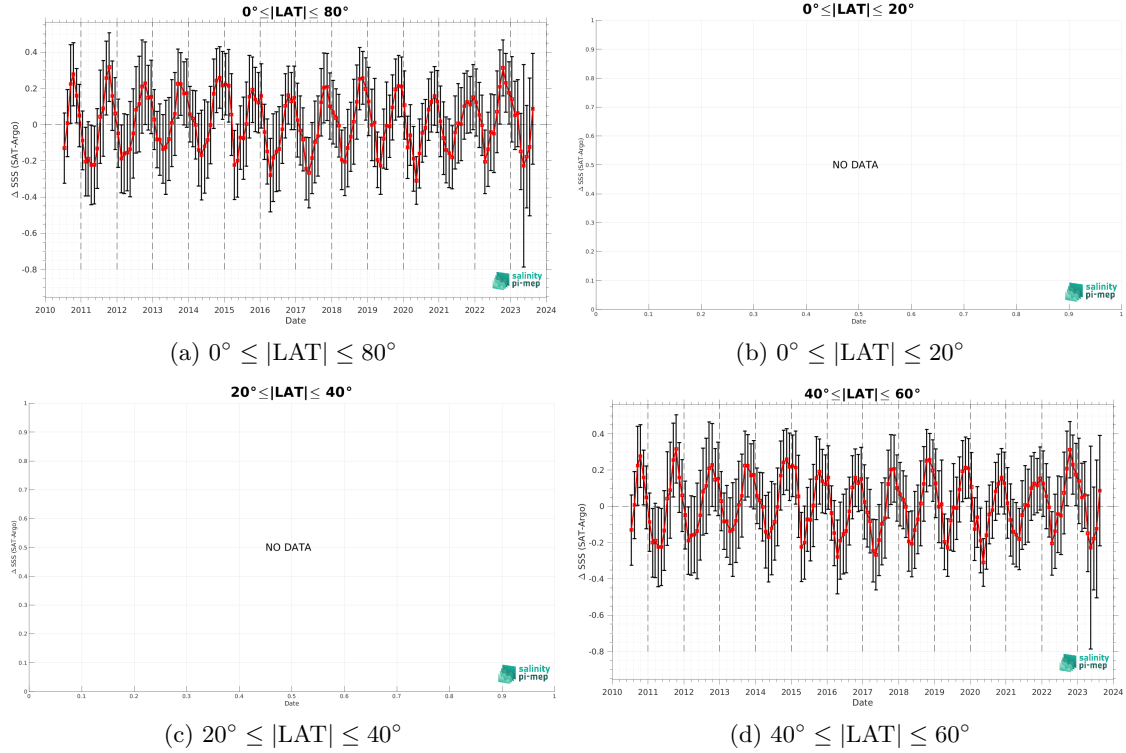 0°≤|LAT|≤ 80°
0.4
0.2
0
-0.2
-0.4
-0.6
-0.8
Δ SSS (SAT-Argo)
2010 2011 2012 2013 2014 2015 2016 2017 2018 2019 2020 2021 2022 2023 2024
Date
salinity
pi-mep
(a) 0° ≤ |LAT| ≤ 80°
0°≤|LAT|≤ 20°
1
0.9
0.8
0.7
0.6
0.5
0.4
0.3
0.2
0.1
0
Δ SSS (SAT-Argo)
NO DATA
0 0.1 0.2 0.3 0.4 0.5 0.6 0.7 0.8 0.9 1
Date
salinity
pi-mep
(b) 0° ≤ |LAT| ≤ 20°
20°≤|LAT|≤ 40°
1
0.9
0.8
0.7
0.6
0.5
0.4
0.3
0.2
0.1
0
Δ SSS (SAT-Argo)
NO DATA
0 0.1 0.2 0.3 0.4 0.5 0.6 0.7 0.8 0.9 1
Date
salinity
pi-mep
(c) 20° ≤ |LAT| ≤ 40°
40°≤|LAT|≤ 60°
0.4
0.2
0
-0.2
-0.4
-0.6
-0.8
Δ SSS (SAT-Argo)
2010 2011 2012 2013 2014 2015 2016 2017 2018 2019 2020 2021 2022 2023 2024
Date
salinity
pi-mep
(d) 40° ≤ |LAT| ≤ 60°